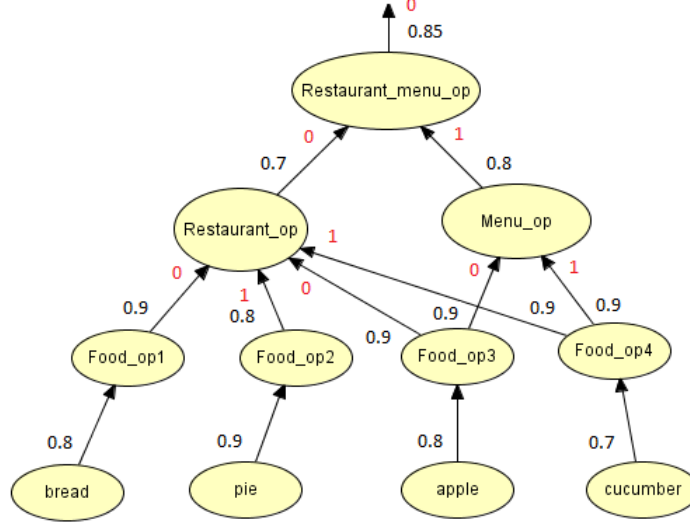 0
0.85
Restaurant_menu_op
0
1
0.7
0.8
Restaurant_op
Menu_op
1
0
1
0
0
1
0.9
0.8
0.9
0.9
0.9
0.9
Food_op1
Food_op2
Food_op3
Food_op4
0.8
0.9
0.8
0.7
bread
pie
apple
cucumber